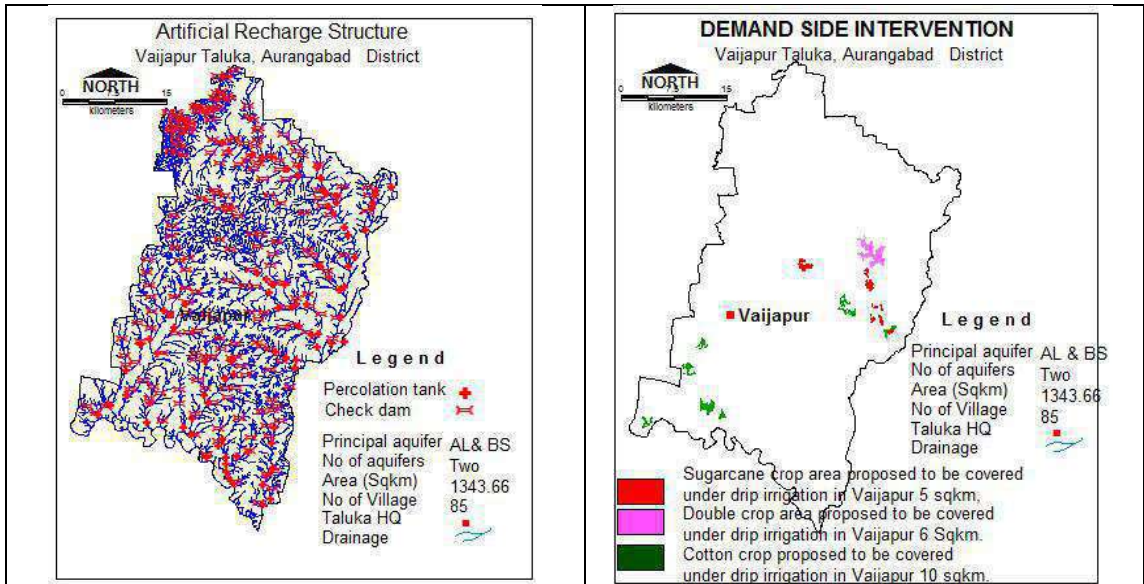 Artificial Recharge Structure
Vaijapur Taluka, Aurangabad District
NORTH
0 7.5 15
kilometers
Vaijapur
Legend
Percolation tank
Check dam
Principal aquifer AL& BS
No of aquifers Two
Area (Sqkm) 1343.66
No of Village 85
Taluka HQ
Drainage
DEMAND SIDE INTERVENTION
Vaijapur Taluka, Aurangabad District
NORTH
0 7.5 15
kilometers
Vaijapur
Legend
Principal aquifer AL & BS
No of aquifers Two
Area (Sqkm) 1343.66
No of Village 85
Taluka HQ
Drainage
Sugarcane crop area proposed to be covered
under drip irrigation in Vaijapur 5 sqkm,
Double crop area proposed to be covered
under drip irrigation in Vaijapur 6 Sqkm.
Cotton crop proposed to be covered
under drip irrigation in Vaijapur 10 sqkm.